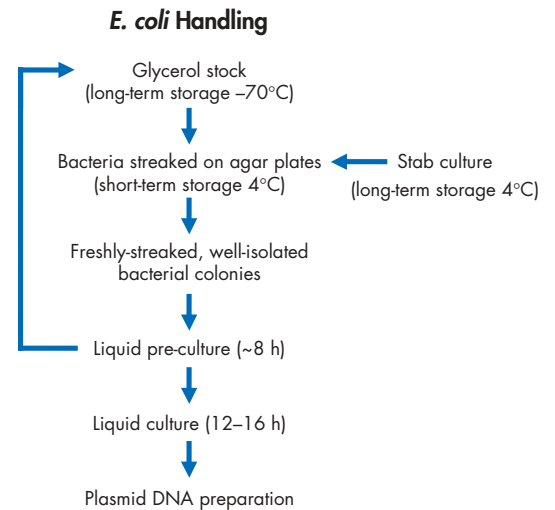 E. coli Handling
Glycerol stock
(long-term storage –70°C)
Bacteria streaked on agar plates
(short-term storage 4°C)
Stab culture
(long-term storage 4°C)
Freshly-streaked, well-isolated
bacterial colonies
Liquid pre-culture (~8 h)
Liquid culture (12–16 h)
Plasmid DNA preparation